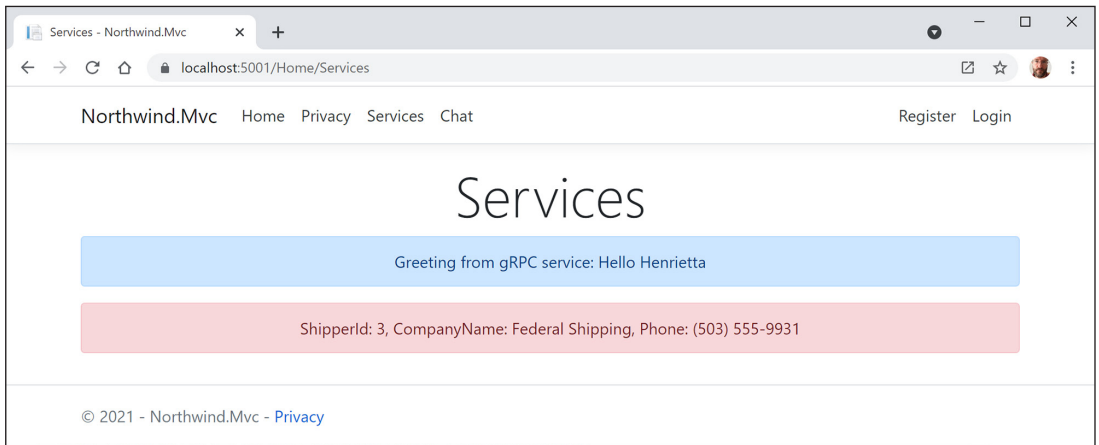 Services - Northwind.Mvc
localhost:5001/Home/Services
Northwind.Mvc Home Privacy Services Chat Register Login
Services
Greeting from gRPC service: Hello Henrietta
ShipperId: 3, CompanyName: Federal Shipping, Phone: (503) 555-9931
© 2021 - Northwind.Mvc - Privacy